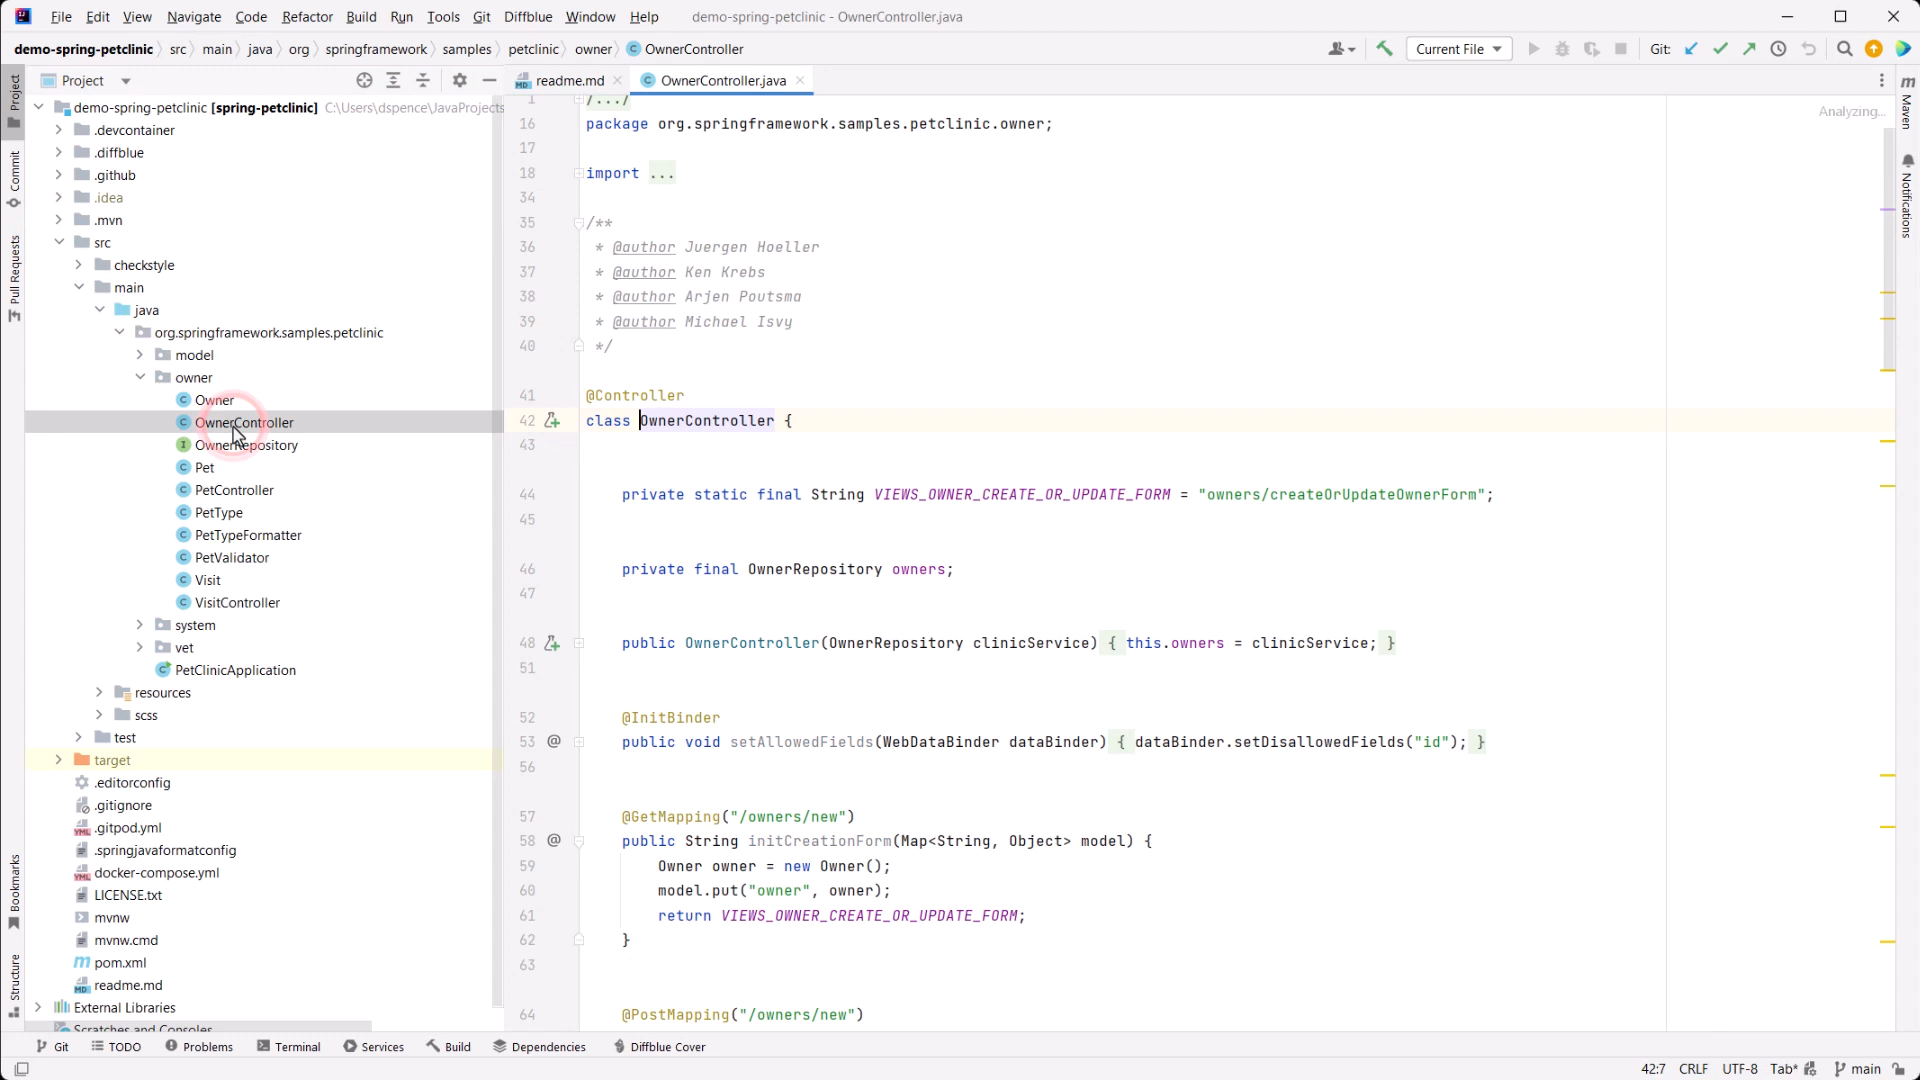 File Edit View Navigate Code Refactor Build Run Tools Git Diffblue Window Help demo-spring-petclinic - OwnerController.java
demo-spring-petclinic src main java org springframework samples petclinic owner OwnerController
Current File
Git:
Project
readme.md
OwnerController.java
Project
Commit
Pull Requests
Bookmarks
Structure
demo-spring-petclinic [spring-petclinic] C:\Users\dspence\JavaProjects
.devcontainer
.diffblue
.github
.idea
.mvn
src
checkstyle
main
java
org.springframework.samples.petclinic
model
owner
Owner
OwnerController
OwnerRepository
Pet
PetController
PetType
PetTypeFormatter
PetValidator
Visit
VisitController
system
vet
PetClinicApplication
resources
scss
test
target
.editorconfig
.gitignore
.gitpod.yml
.springjavaformatconfig
docker-compose.yml
LICENSE.txt
mvnw
mvnw.cmd
pom.xml
readme.md
External Libraries
Scratches and Consoles
1 /.../
16 package org.springframework.samples.petclinic.owner;
17
18 import ...
34
35 /**
36 * @author Juergen Hoeller
37 * @author Ken Krebs
38 * @author Arjen Poutsma
39 * @author Michael Isvy
40 */
41 @Controller
42 class OwnerController {
43
44 private static final String VIEWS_OWNER_CREATE_OR_UPDATE_FORM = "owners/createOrUpdateOwnerForm";
45
46 private final OwnerRepository owners;
47
48 public OwnerController(OwnerRepository clinicService) { this.owners = clinicService; }
51
52 @InitBinder
53 @ public void setAllowedFields(WebDataBinder dataBinder) { dataBinder.setDisallowedFields("id"); }
56
57 @GetMapping("/owners/new")
58 @ public String initCreationForm(Map<String, Object> model) {
59 Owner owner = new Owner();
60 model.put("owner", owner);
61 return VIEWS_OWNER_CREATE_OR_UPDATE_FORM;
62 }
63
64 @PostMapping("/owners/new")
Analyzing...
m
Maven
Notifications
Git TODO Problems Terminal Services Build Dependencies Diffblue Cover
42:7 CRLF UTF-8 Tab* main